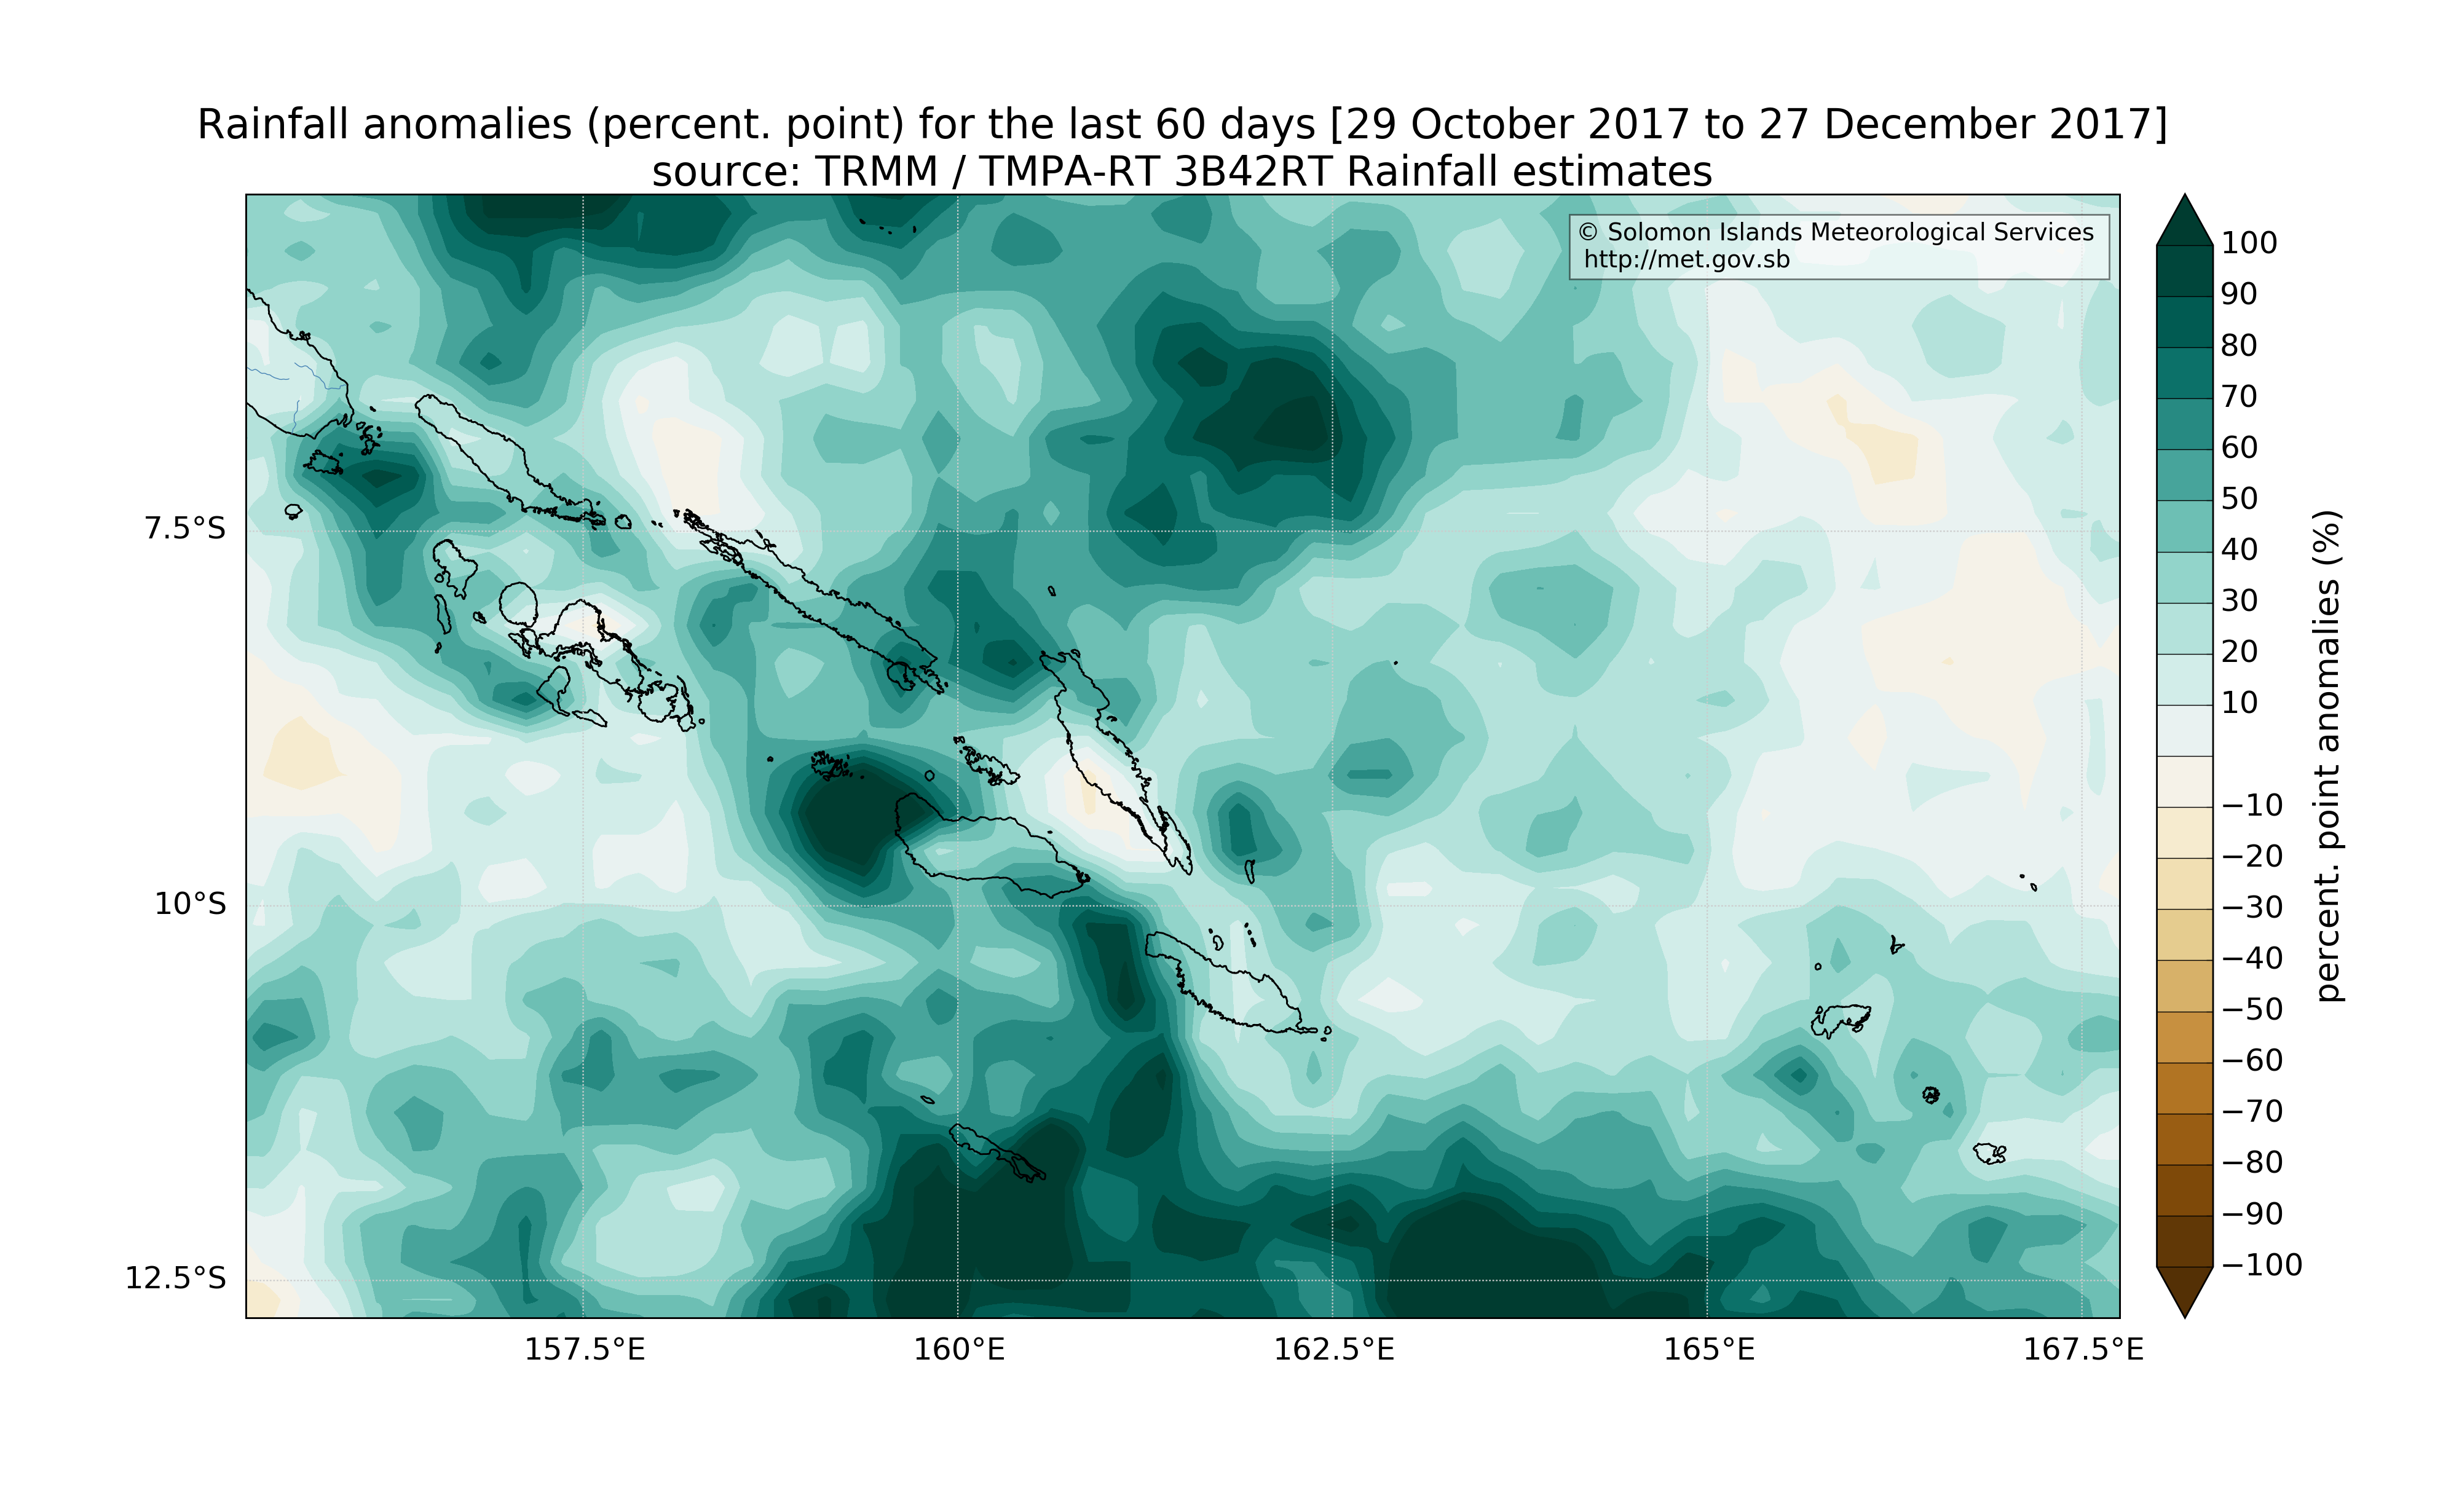 Rainfall anomalies (percent. point) for the last 60 days [29 October 2017 to 27 December 2017]
source: TRMM / TMPA-RT 3B42RT Rainfall estimates
© Solomon Islands Meteorological Services
http://met.gov.sb
7.5°S
10°S
12.5°S
157.5°E
160°E
162.5°E
165°E
167.5°E
100
90
80
70
60
50
40
30
20
10
−10
−20
−30
−40
−50
−60
−70
−80
−90
−100
percent. point anomalies (%)